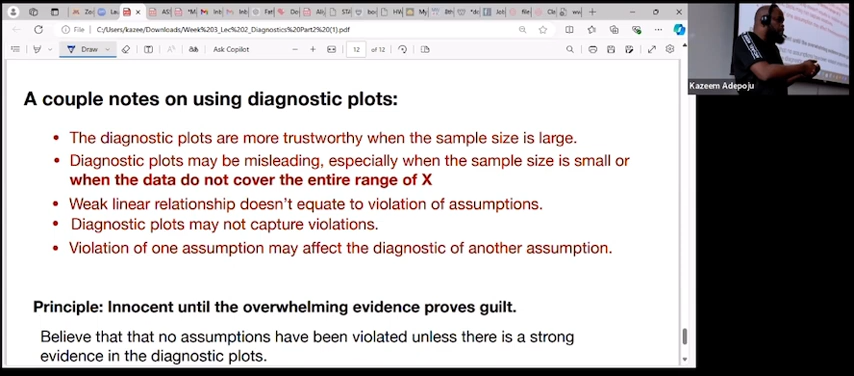 File
C:/Users/kazee/Downloads/Week%203_Lec%202_Diagnostics%20Part2%20(1).pdf
Draw
Ask Copilot
12 of 12
Kazeem Adepoju
A couple notes on using diagnostic plots:
• The diagnostic plots are more trustworthy when the sample size is large.
• Diagnostic plots may be misleading, especially when the sample size is small or
when the data do not cover the entire range of X
• Weak linear relationship doesn't equate to violation of assumptions.
• Diagnostic plots may not capture violations.
• Violation of one assumption may affect the diagnostic of another assumption.
Principle: Innocent until the overwhelming evidence proves guilt.
Believe that that no assumptions have been violated unless there is a strong
evidence in the diagnostic plots.